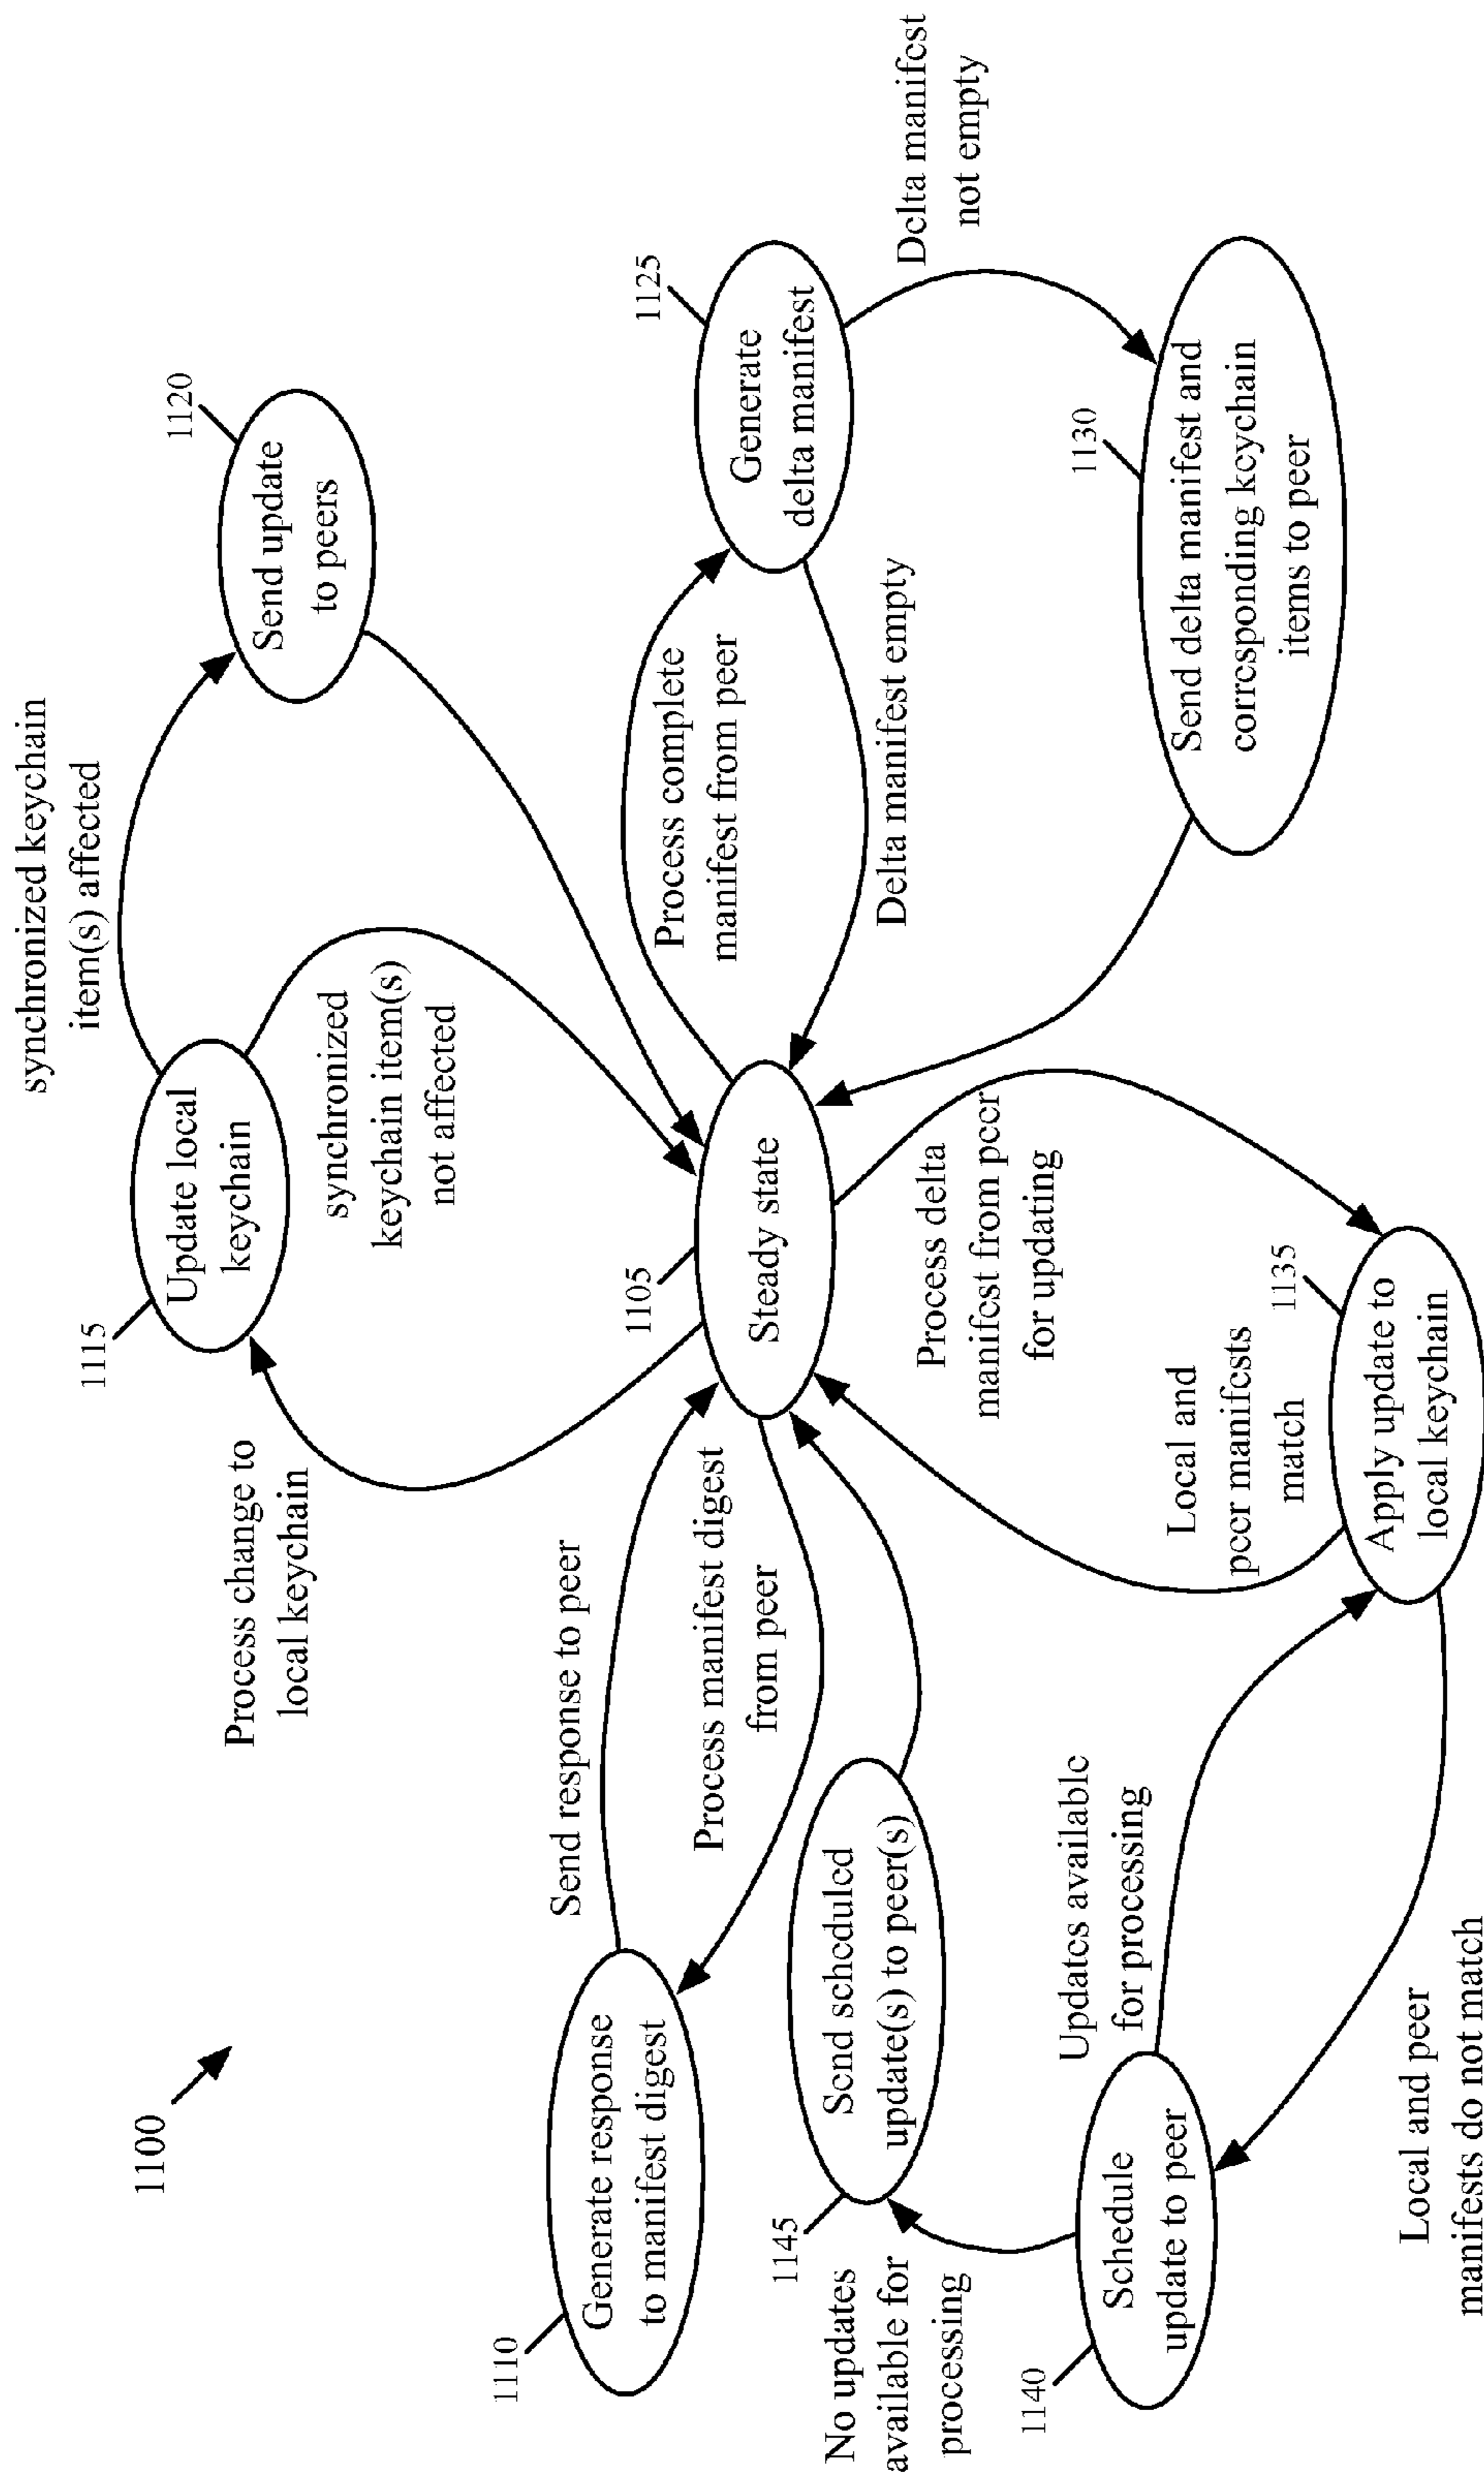 1100
synchronized keychain
item(s) affected
1115
Update local
keychain
1120
Send update
to peers
Process change to
local keychain
synchronized
keychain item(s)
not affected
1110
Generate response
to manifest digest
Send response to peer
Process manifest digest
from peer
1105
Steady state
Process complete
manifest from peer
1125
Generate
delta manifest
Delta manifest empty
Delta manifest
not empty
1145
Send scheduled
update(s) to peer(s)
No updates
available for
processing
Process delta
manifest from peer
for updating
1130
Send delta manifest and
corresponding keychain
items to peer
1140
Schedule
update to peer
Updates available
for processing
Local and
peer manifests
match
1135
Apply update to
local keychain
Local and peer
manifests do not match